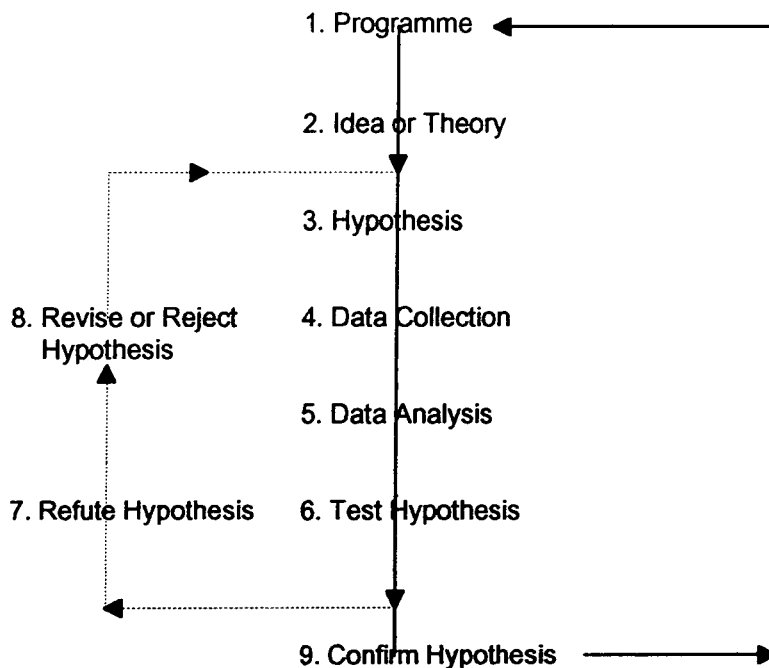 1. Programme
2. Idea or Theory
3. Hypothesis
8. Revise or Reject
Hypothesis
4. Data Collection
5. Data Analysis
7. Refute Hypothesis
6. Test Hypothesis
9. Confirm Hypothesis